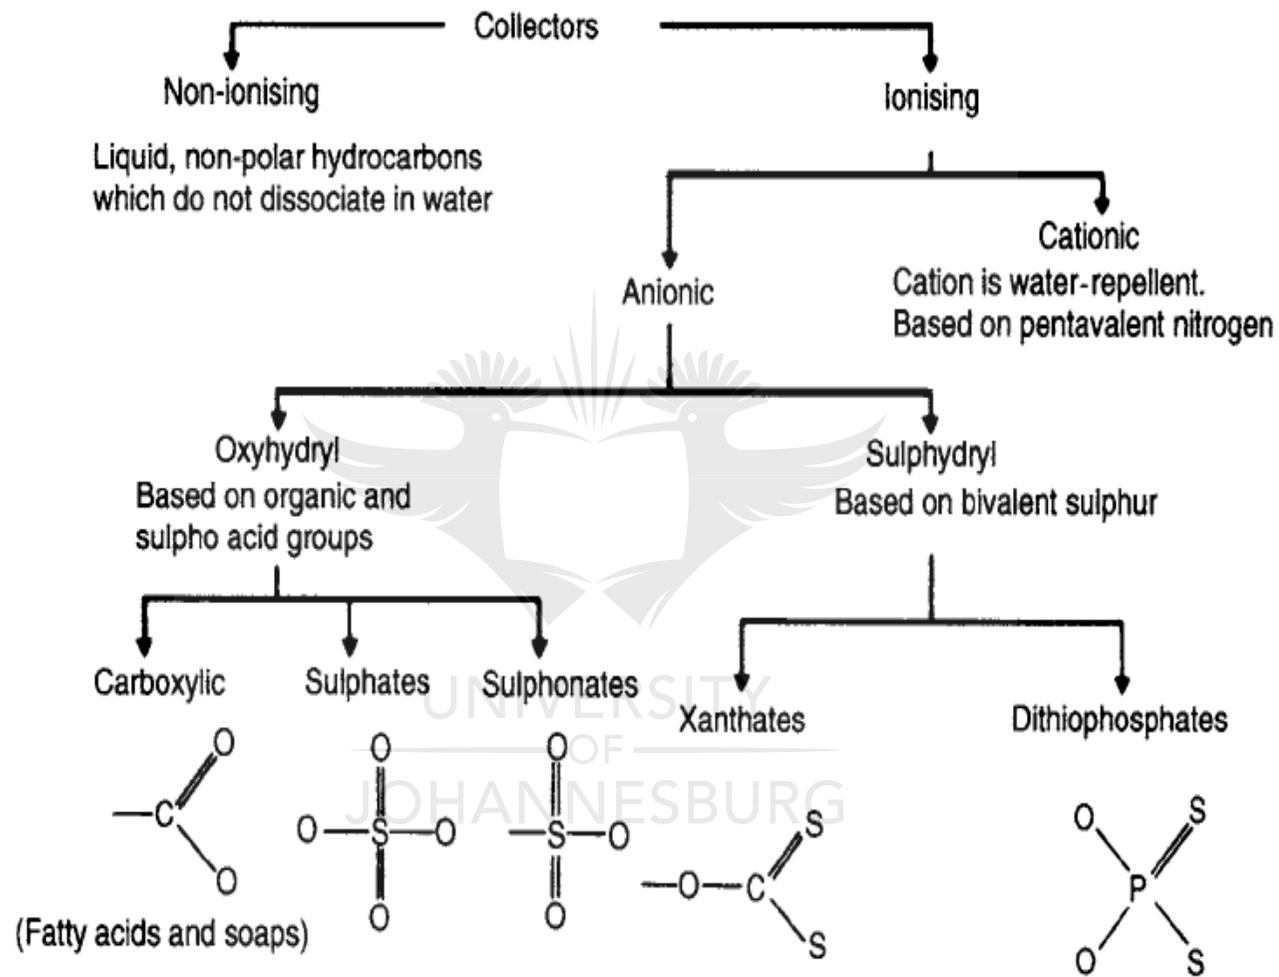 Collectors
Non-ionising
Ionising
Liquid, non-polar hydrocarbons
which do not dissociate in water
Cationic
Cation is water-repellent.
Based on pentavalent nitrogen
Anionic
Oxyhydryl
Based on organic and
sulpho acid groups
Sulphydryl
Based on bivalent sulphur
Carboxylic
Sulphates
Sulphonates
Xanthates
Dithiophosphates
UNIVERSITY
OF
JOHANNESBURG
O
C
O
(Fatty acids and soaps)
O
O S O
O
O
S O
O
S
O C
S
O S
P
O S